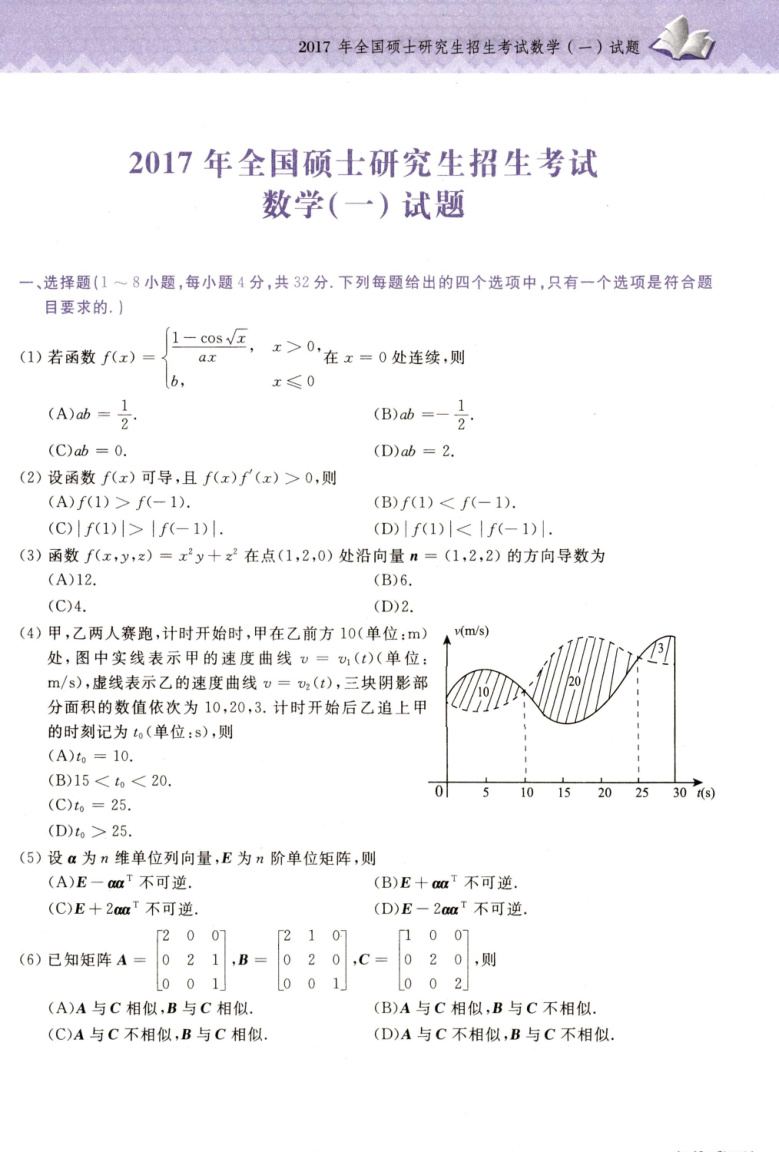 2017 年全国硕士研究生招生考试数学(一)试题
2017 年全国硕士研究生招生考试
数学(一)试题
一、选择题(1～8 小题,每小题 4 分,共 32 分. 下列每题给出的四个选项中,只有一个选项是符合题
目要求的.)
(1) 若函数 f(x) = { (1 − cos √x)/(ax), x > 0, b, x ≤ 0 在 x = 0 处连续,则
(A) ab = 1/2. (B) ab = −1/2.
(C) ab = 0. (D) ab = 2.
(2) 设函数 f(x) 可导,且 f(x)f′(x) > 0,则
(A) f(1) > f(−1). (B) f(1) < f(−1).
(C) |f(1)| > |f(−1)|. (D) |f(1)| < |f(−1)|.
(3) 函数 f(x,y,z) = x²y + z² 在点(1,2,0) 处沿向量 n = (1,2,2) 的方向导数为
(A) 12. (B) 6.
(C) 4. (D) 2.
(4) 甲,乙两人赛跑,计时开始时,甲在乙前方 10(单位:m)
处,图中实线表示甲的速度曲线 v = v₁(t)(单位:
m/s),虚线表示乙的速度曲线 v = v₂(t),三块阴影部
分面积的数值依次为 10,20,3. 计时开始后乙追上甲
的时刻记为 t₀(单位:s),则
(A) t₀ = 10.
(B) 15 < t₀ < 20.
(C) t₀ = 25.
(D) t₀ > 25.
v(m/s)
10 20 3
0 5 10 15 20 25 30 t(s)
(5) 设 α 为 n 维单位列向量,E 为 n 阶单位矩阵,则
(A) E − ααᵀ 不可逆. (B) E + ααᵀ 不可逆.
(C) E + 2ααᵀ 不可逆. (D) E − 2ααᵀ 不可逆.
(6) 已知矩阵 A = [2 0 0; 0 2 1; 0 0 1], B = [2 1 0; 0 2 0; 0 0 1], C = [1 0 0; 0 2 0; 0 0 2],则
(A) A 与 C 相似,B 与 C 相似. (B) A 与 C 相似,B 与 C 不相似.
(C) A 与 C 不相似,B 与 C 相似. (D) A 与 C 不相似,B 与 C 不相似.